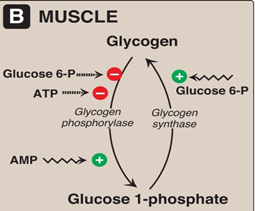 B MUSCLE
Glycogen
Glucose 6-P
ATP
Glucose 6-P
Glycogen phosphorylase
Glycogen synthase
AMP
Glucose 1-phosphate